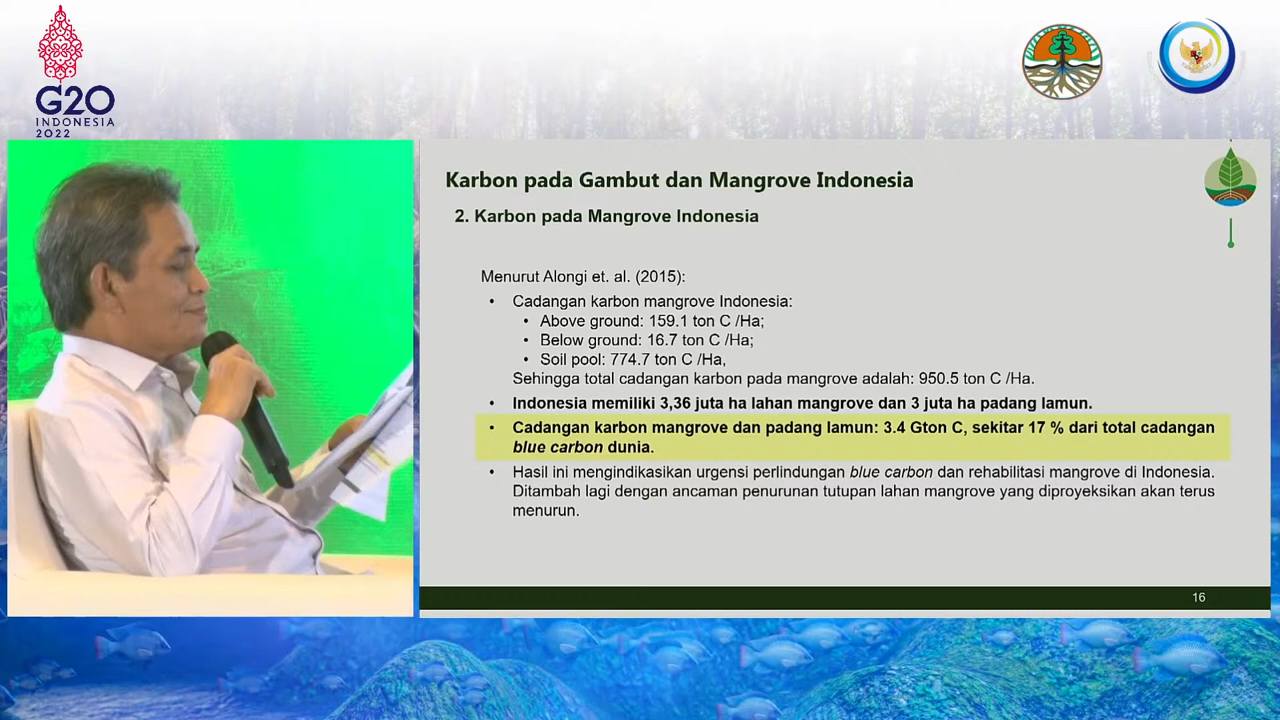 G20
INDONESIA
2022
Karbon pada Gambut dan Mangrove Indonesia
2. Karbon pada Mangrove Indonesia
Menurut Alongi et. al. (2015):
• Cadangan karbon mangrove Indonesia:
• Above ground: 159.1 ton C /Ha;
• Below ground: 16.7 ton C /Ha;
• Soil pool: 774.7 ton C /Ha,
Sehingga total cadangan karbon pada mangrove adalah: 950.5 ton C /Ha.
• Indonesia memiliki 3,36 juta ha lahan mangrove dan 3 juta ha padang lamun.
• Cadangan karbon mangrove dan padang lamun: 3.4 Gton C, sekitar 17 % dari total cadangan
blue carbon dunia.
• Hasil ini mengindikasikan urgensi perlindungan blue carbon dan rehabilitasi mangrove di Indonesia.
Ditambah lagi dengan ancaman penurunan tutupan lahan mangrove yang diproyeksikan akan terus
menurun.
16